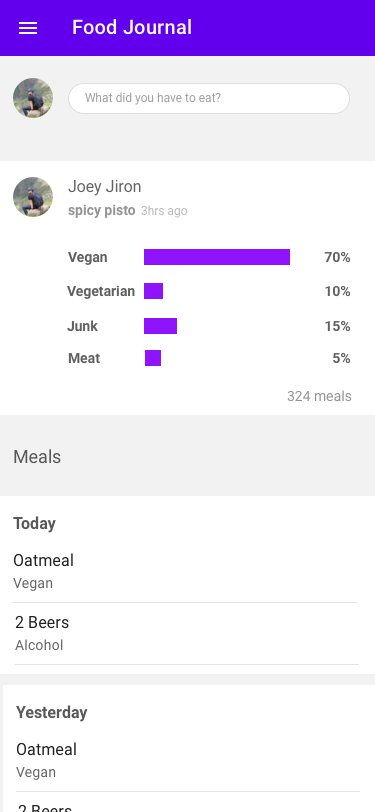 Food Journal
What did you have to eat?
Joey Jiron
spicy pisto 3hrs ago
Vegan 70%
Vegetarian 10%
Junk 15%
Meat 5%
324 meals
Meals
Today
Oatmeal
Vegan
2 Beers
Alcohol
Yesterday
Oatmeal
Vegan
2 Beers